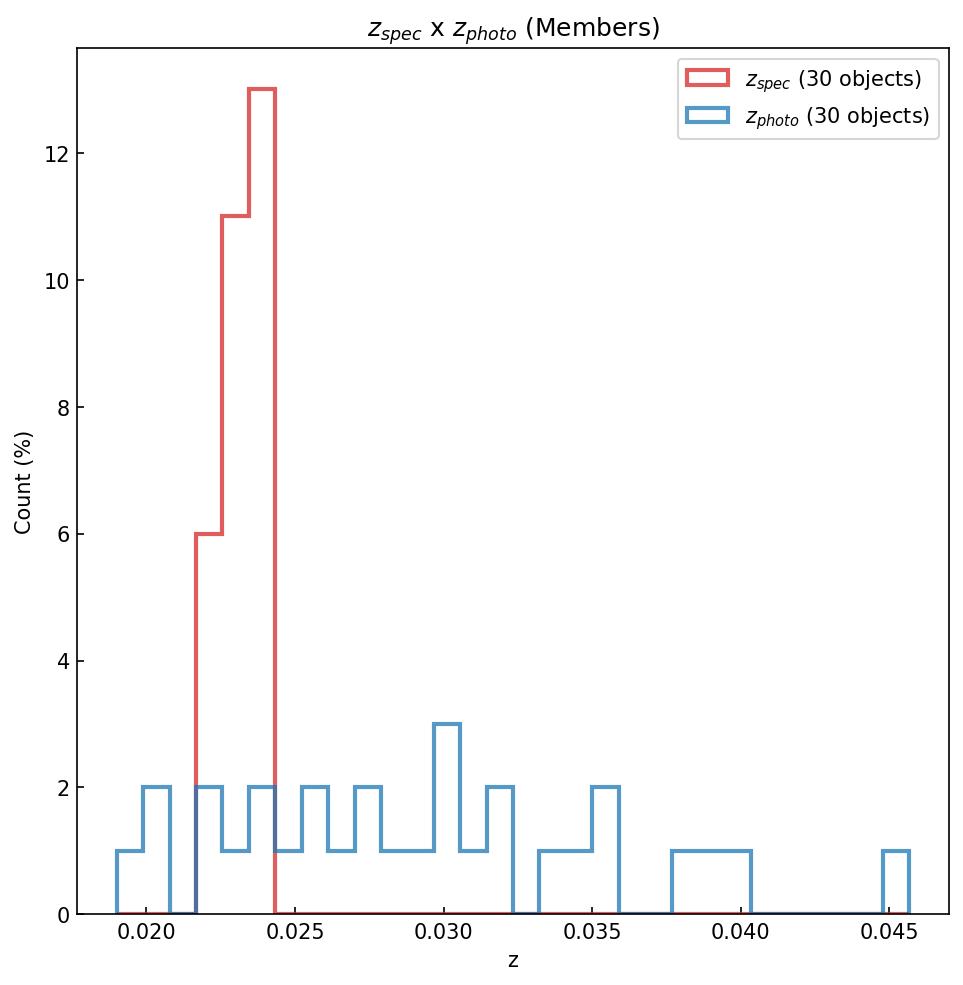 z_spec x z_photo (Members)
z_spec (30 objects)
z_photo (30 objects)
Count (%)
12
10
8
6
4
2
0
0.020 0.025 0.030 0.035 0.040 0.045
z